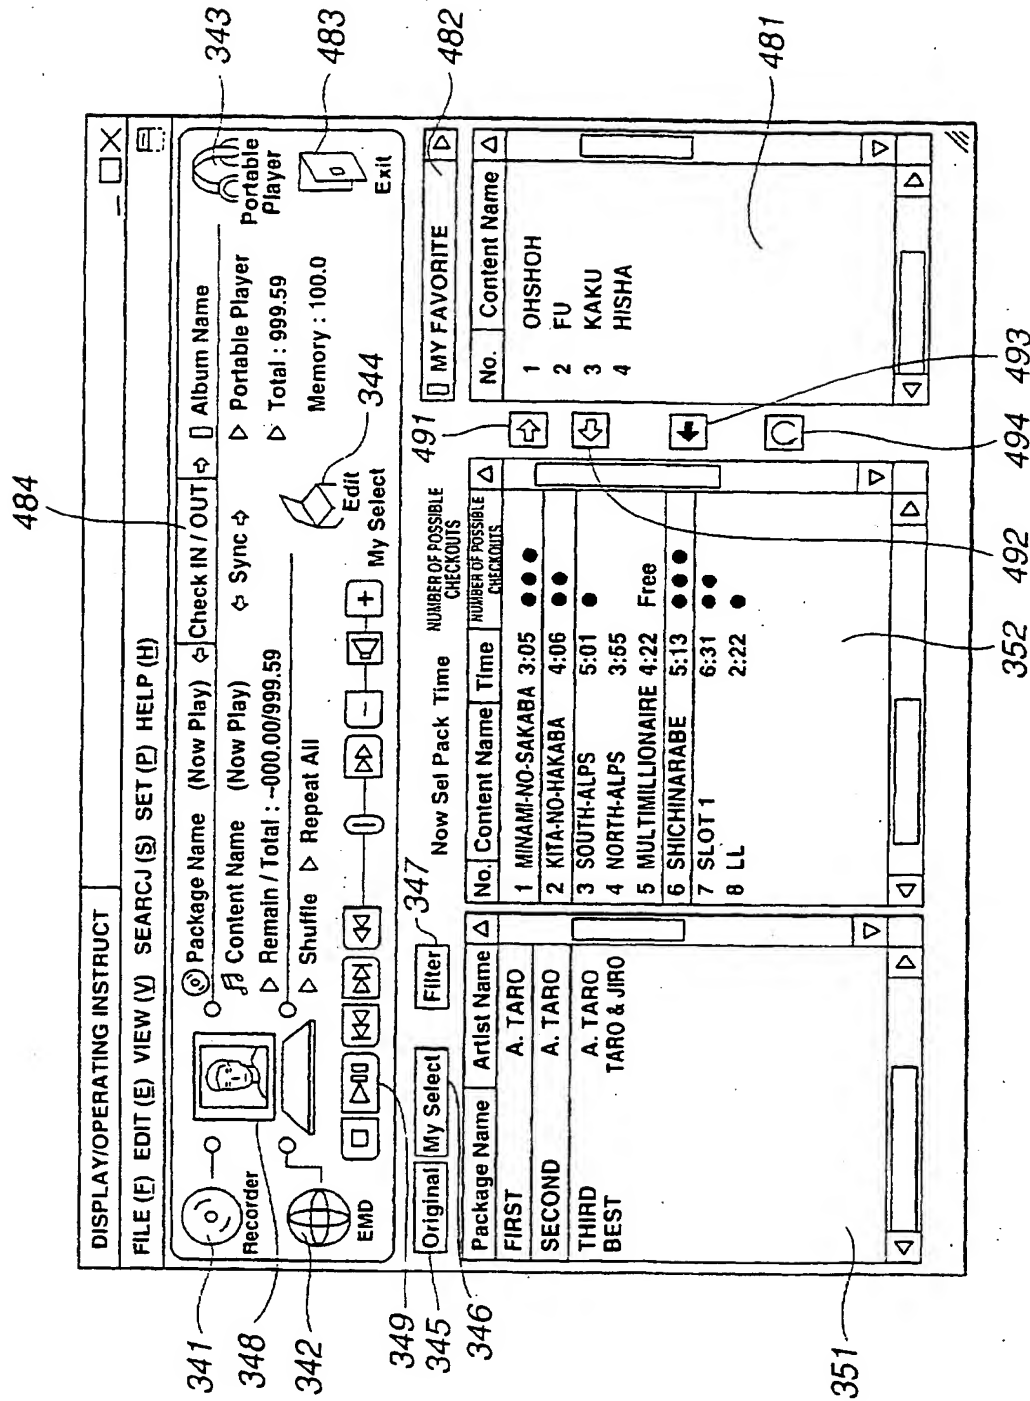 484
DISPLAY/OPERATING INSTRUCT
FILE (F) EDIT (E) VIEW (V) SEARCJ (S) SET (P) HELP (H)
341
Recorder
348
342
EMD
Package Name (Now Play)
Content Name (Now Play)
Remain / Total : --000.00/999.59
Shuffle
Repeat All
Check IN / OUT
Sync
Album Name
Portable Player
Total : 999.59
Memory : 100.0
Portable Player
343
483
Exit
344
Edit
My Select
349
345
346
Original
My Select
Filter
347
Now Sel Pack Time
NUMBER OF POSSIBLE CHECKOUTS
491
MY FAVORITE
482
Package Name Artist Name
FIRST A. TARO
SECOND A. TARO
THIRD A. TARO
BEST TARO & JIRO
351
No. Content Name Time NUMBER OF POSSIBLE CHECKOUTS
1 MINAMI-NO-SAKABA 3:05 ●●●
2 KITA-NO-HAKABA 4:06 ●●
3 SOUTH-ALPS 5:01 ●
4 NORTH-ALPS 3:55
5 MULTIMILLIONAIRE 4:22 Free
6 SHICHINARABE 5:13 ●●●
7 SLOT 1 6:31 ●●
8 LL 2:22 ●
352
492
494
493
No. Content Name
1 OHSHOH
2 FU
3 KAKU
4 HISHA
481